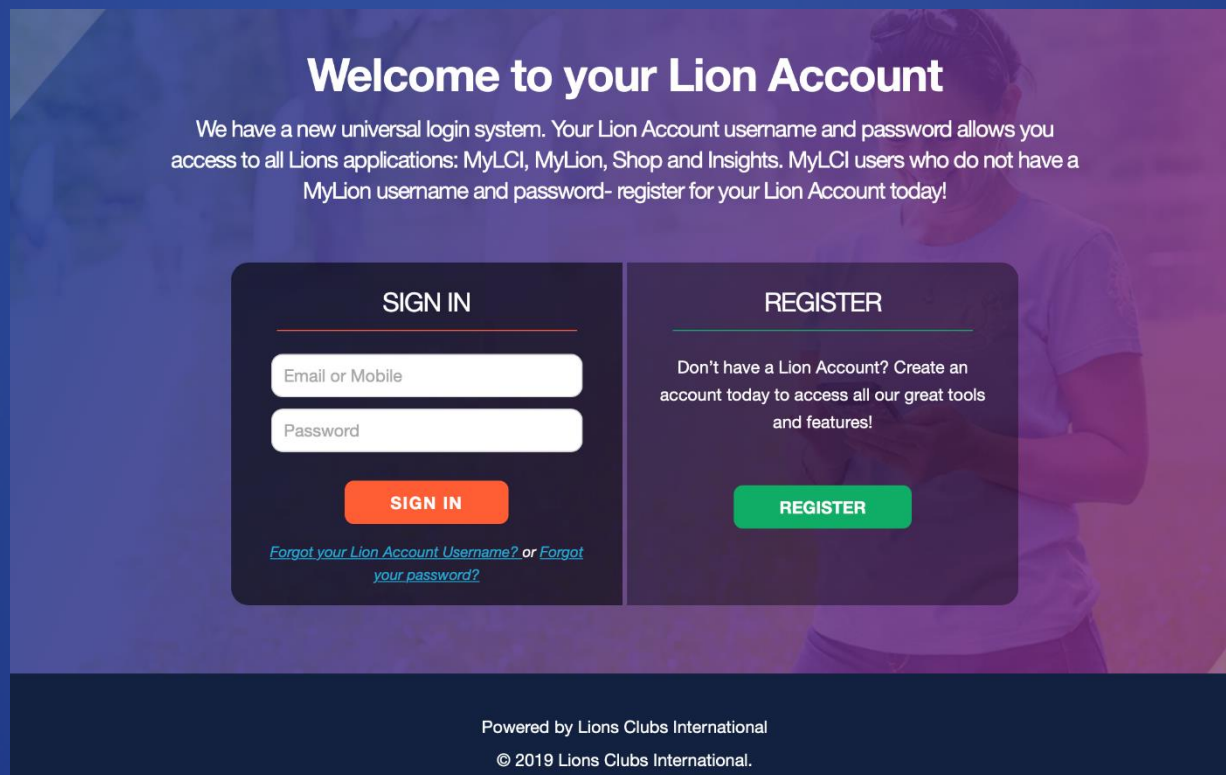 Welcome to your Lion Account
We have a new universal login system. Your Lion Account username and password allows you
access to all Lions applications: MyLCI, MyLion, Shop and Insights. MyLCI users who do not have a
MyLion username and password- register for your Lion Account today!
SIGN IN
Email or Mobile
Password
SIGN IN
Forgot your Lion Account Username? or Forgot
your password?
REGISTER
Don't have a Lion Account? Create an
account today to access all our great tools
and features!
REGISTER
Powered by Lions Clubs International
© 2019 Lions Clubs International.